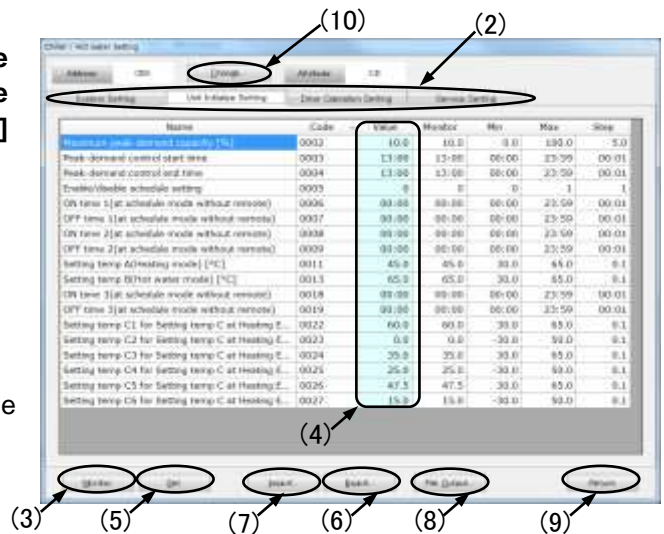 (10)
(2)
e
e
]
Chiller / Hot water Setting
Address
Change...
Attribute
System Setting Unit Initialize Setting Drive Operation Setting Service Setting
Name Code Value Monitor Min Max Step
Maximum peak-demand capacity [%] 0002 10.0 10.0 0.0 100.0 5.0
Peak-demand control start time 0003 13:00 13:00 00:00 23:59 00:01
Peak-demand control end time 0004 13:00 13:00 00:00 23:59 00:01
Enable/disable schedule setting 0005 0 0 0 1 1
ON time 1(at schedule mode without remote) 0006 00:00 00:00 00:00 23:59 00:01
OFF time 1(at schedule mode without remote) 0007 00:00 00:00 00:00 23:59 00:01
ON time 2(at schedule mode without remote) 0008 00:00 00:00 00:00 23:59 00:01
OFF time 2(at schedule mode without remote) 0009 00:00 00:00 00:00 23:59 00:01
Setting temp A(Heating mode) [°C] 0011 45.0 45.0 30.0 65.0 0.1
Setting temp B(Hot water mode) [°C] 0013 65.0 65.0 30.0 65.0 0.1
ON time 3(at schedule mode without remote) 0018 00:00 00:00 00:00 23:59 00:01
OFF time 3(at schedule mode without remote) 0019 00:00 00:00 00:00 23:59 00:01
Setting temp C1 for Setting temp C at Heating E... 0022 60.0 60.0 30.0 65.0 0.1
Setting temp C2 for Setting temp C at Heating E... 0023 0.0 0.0 -30.0 50.0 0.1
Setting temp C3 for Setting temp C at Heating E... 0024 35.0 35.0 30.0 65.0 0.1
Setting temp C4 for Setting temp C at Heating E... 0025 25.0 25.0 -30.0 50.0 0.1
Setting temp C5 for Setting temp C at Heating E... 0026 47.5 47.5 30.0 65.0 0.1
Setting temp C6 for Setting temp C at Heating E... 0027 15.0 15.0 -30.0 50.0 0.1
e
(4)
Monitor Set Import... Export... File Output... Return
(3) (5) (7) (6) (8) (9)